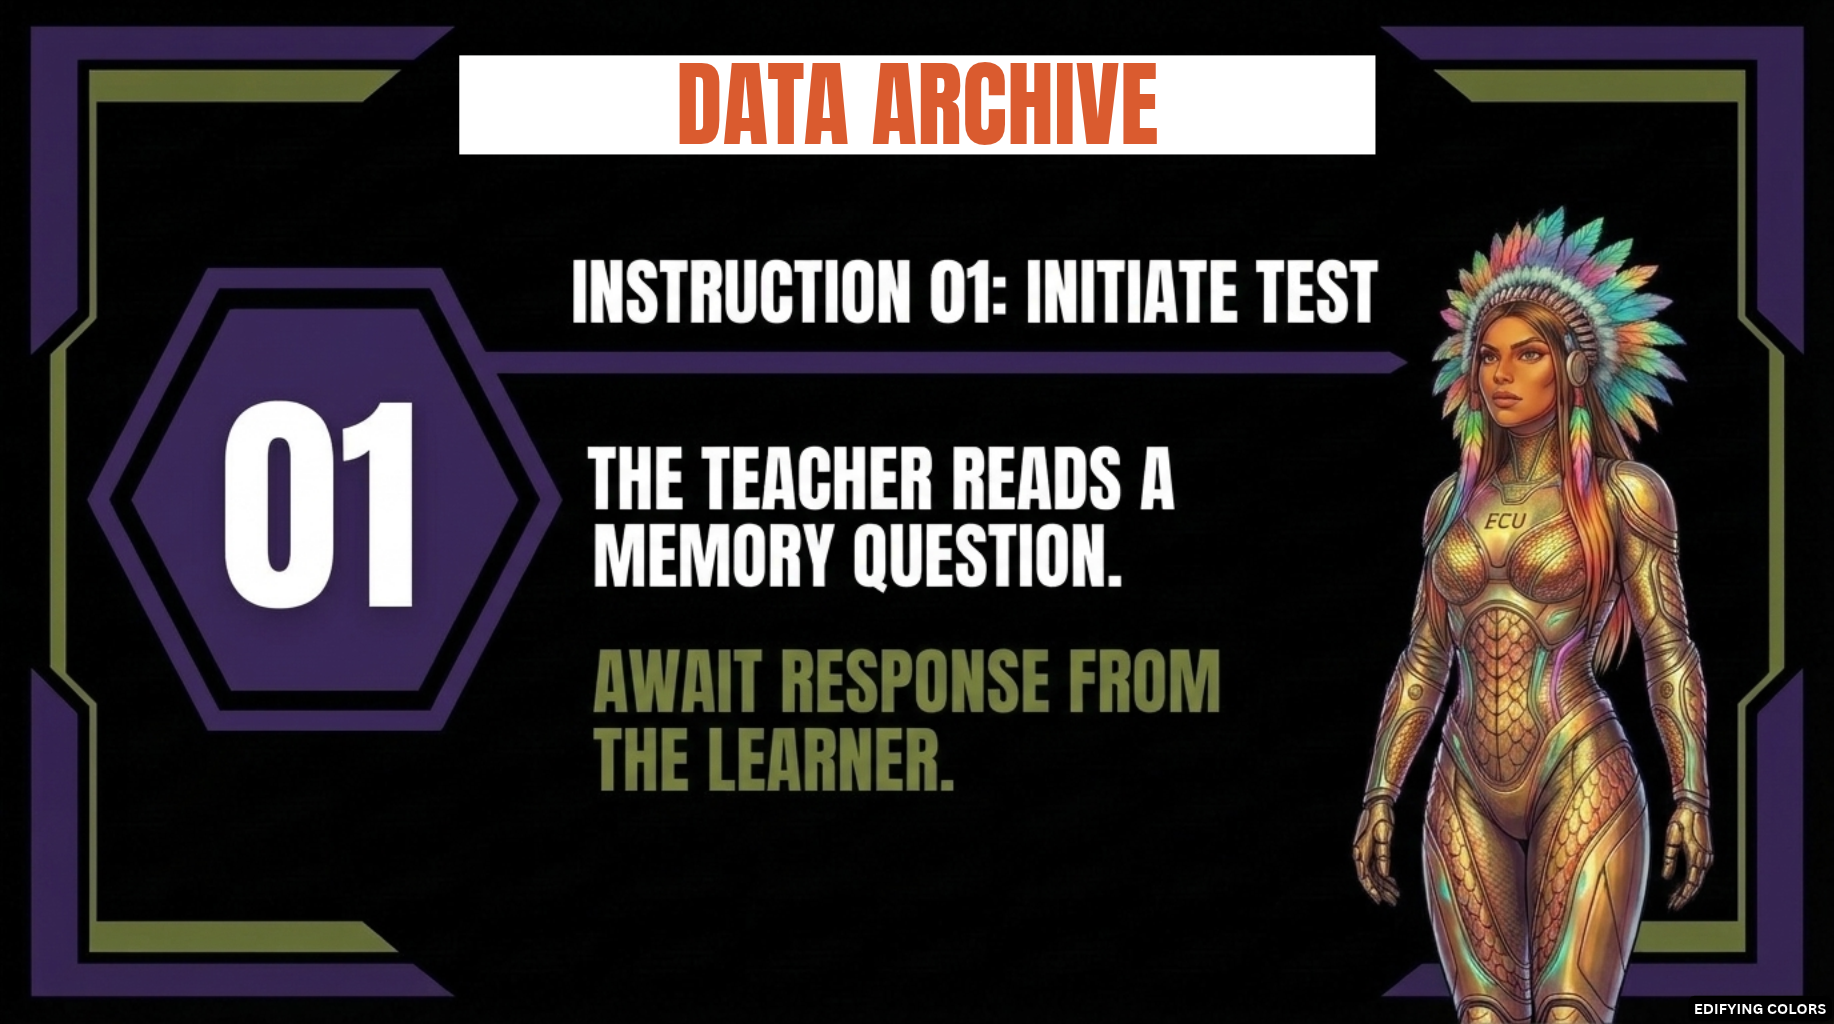 DATA ARCHIVE
INSTRUCTION 01: INITIATE TEST
01
THE TEACHER READS A
MEMORY QUESTION.
AWAIT RESPONSE FROM
THE LEARNER.
ECU
EDIFYING COLORS